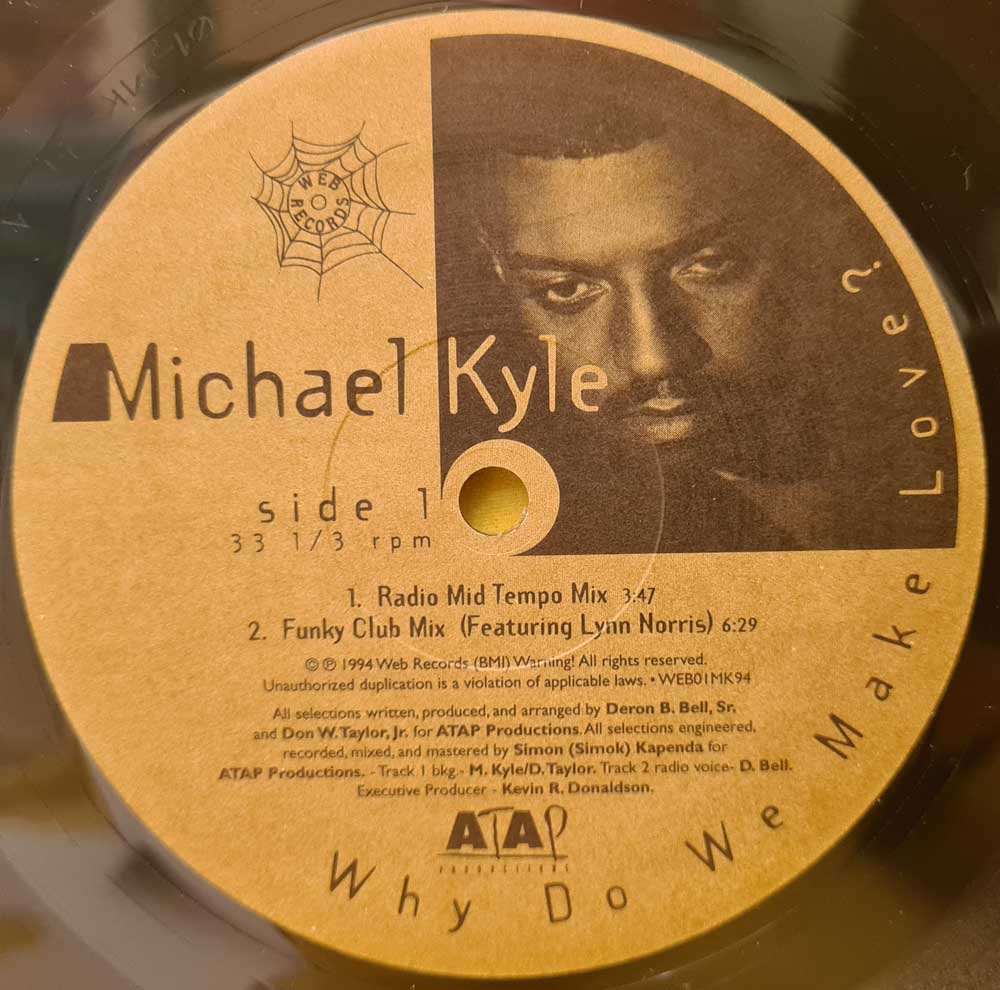 WEB
RECORDS
Michael Kyle
side 1
33 1/3 rpm
1. Radio Mid Tempo Mix 3:47
2. Funky Club Mix (Featuring Lynn Norris) 6:29
© ℗ 1994 Web Records (BMI) Warning! All rights reserved.
Unauthorized duplication is a violation of applicable laws. • WEB01MK94
All selections written, produced, and arranged by Deron B. Bell, Sr.
and Don W. Taylor, Jr. for ATAP Productions. All selections engineered,
recorded, mixed, and mastered by Simon (Simok) Kapenda for
ATAP Productions. - Track 1 bkg.- M. Kyle/D. Taylor. Track 2 radio voice- D. Bell.
Executive Producer - Kevin R. Donaldson.
ATAP
PRODUCTIONS
Why Do We Make Love?